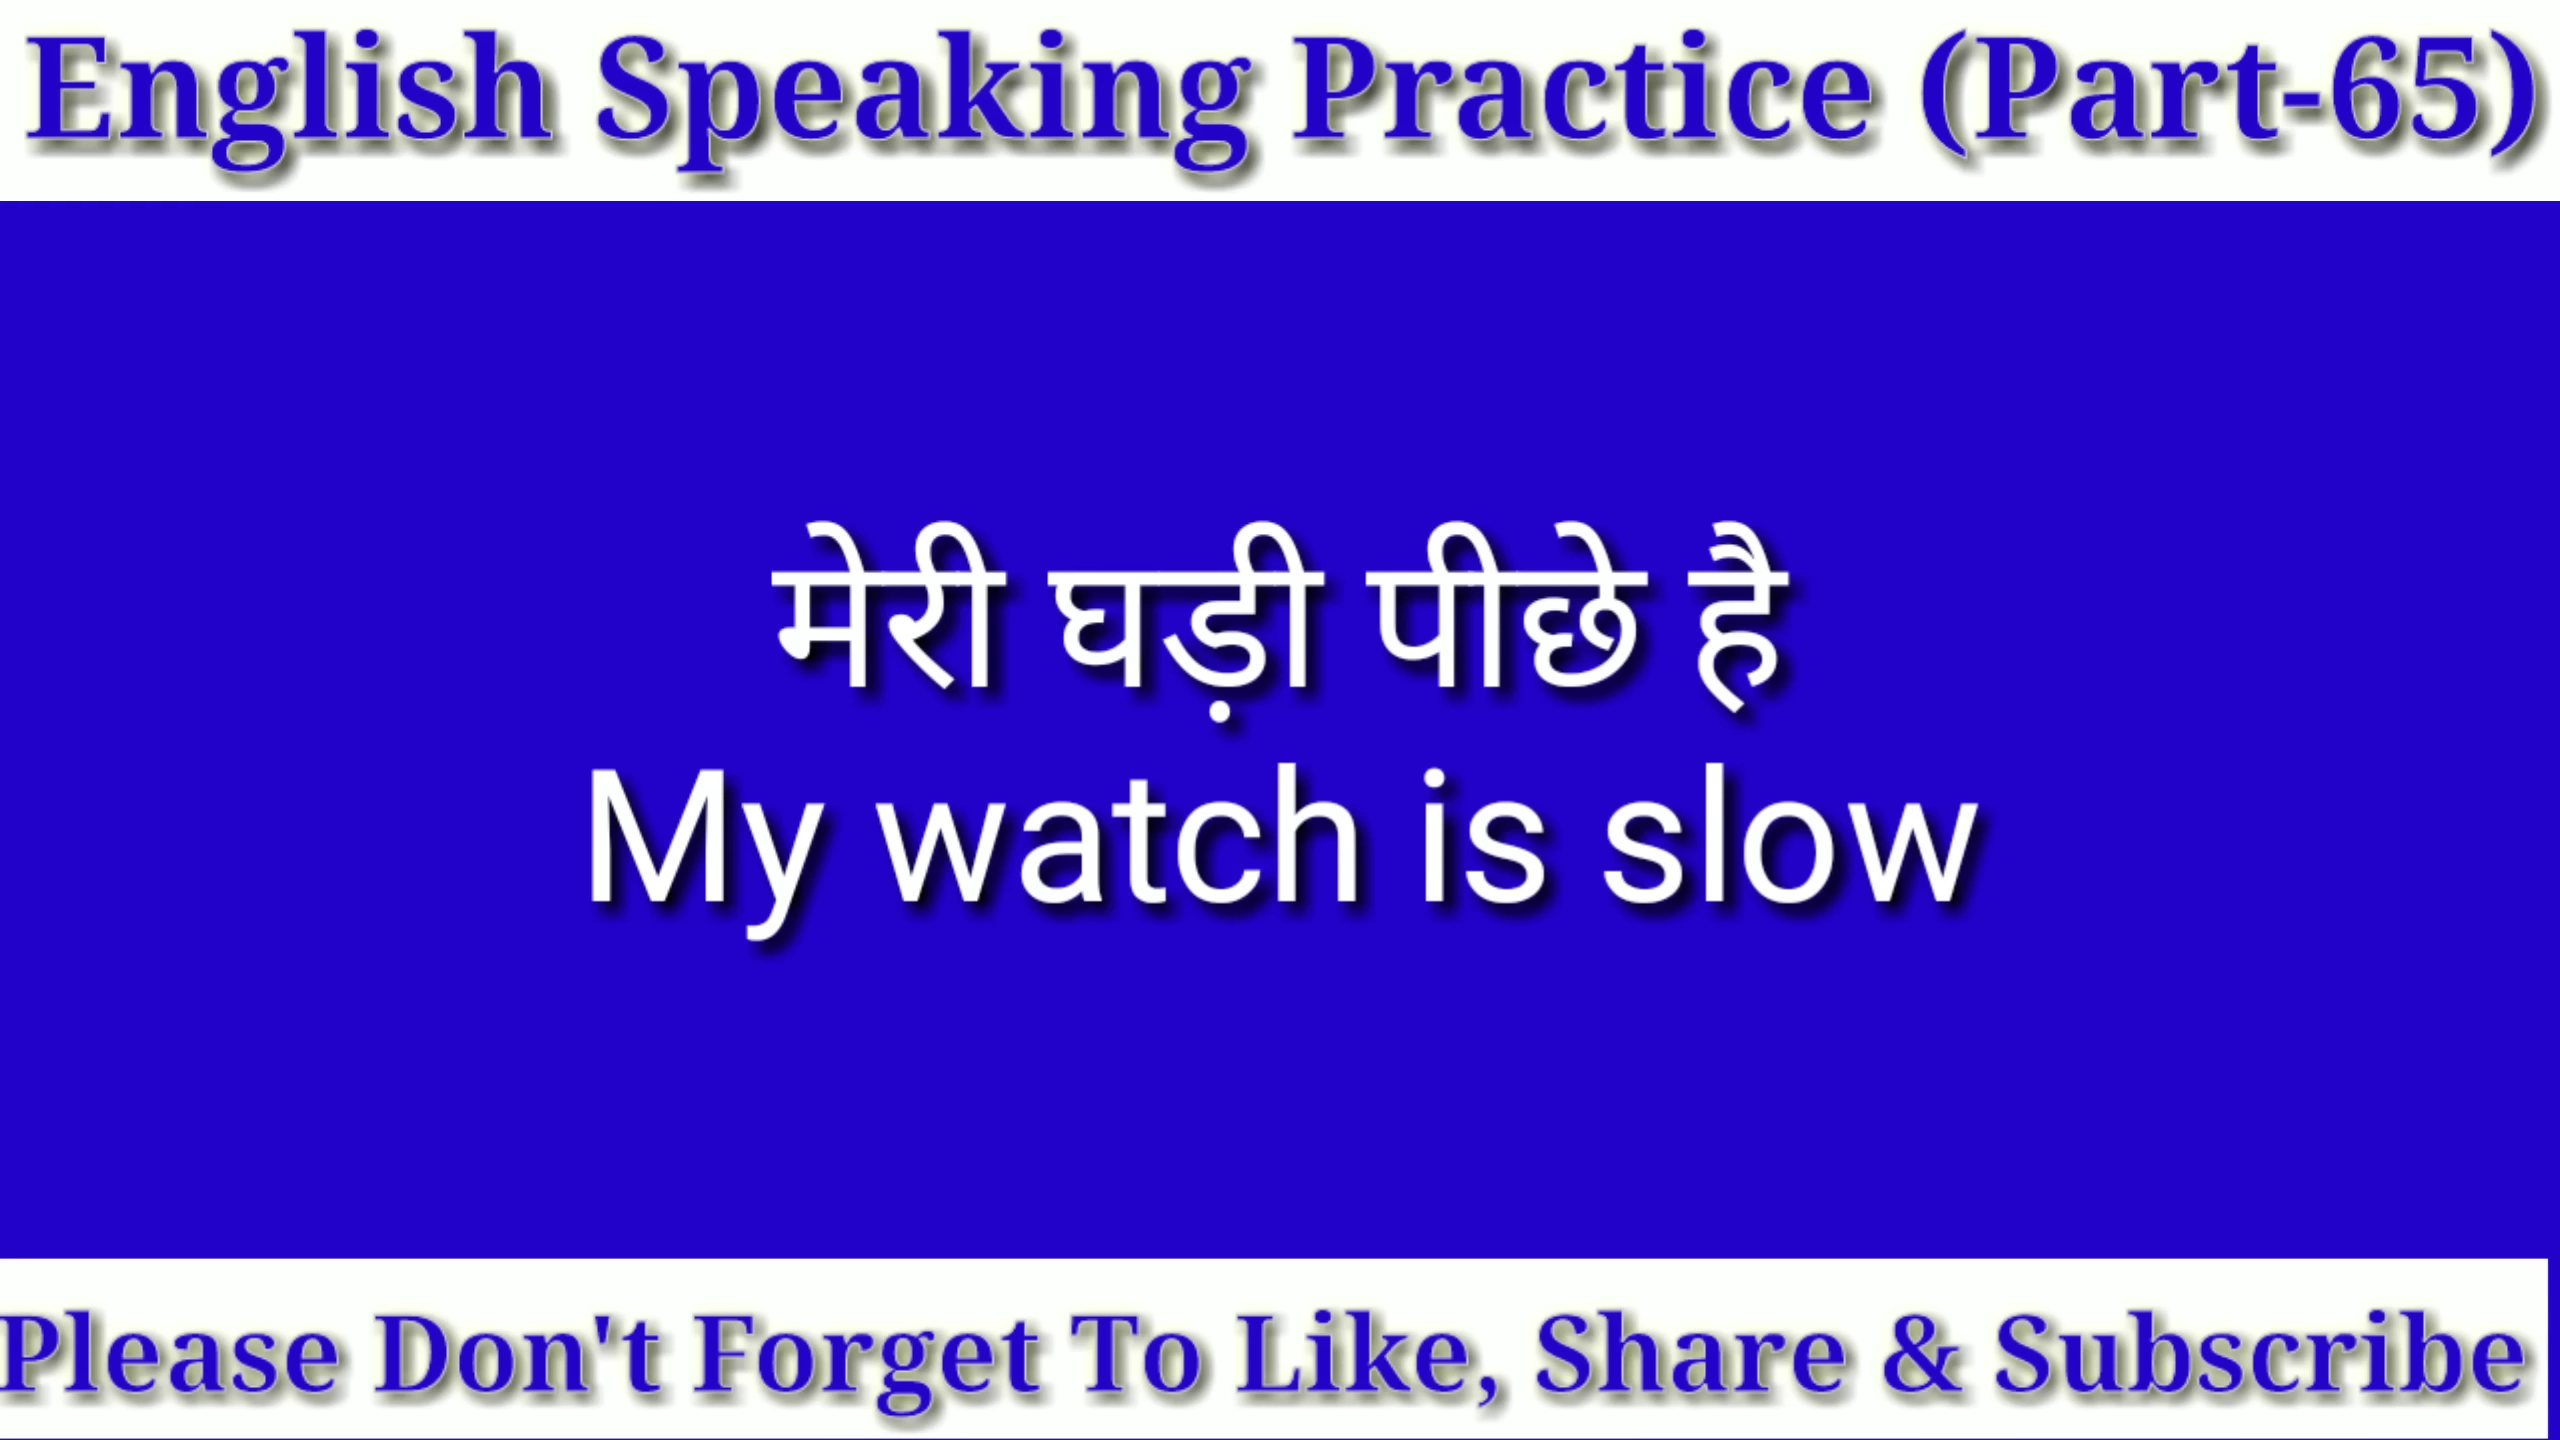 English Speaking Practice (Part-65)
मेरी घड़ी पीछे है
My watch is slow
Please Don't Forget To Like, Share & Subscribe